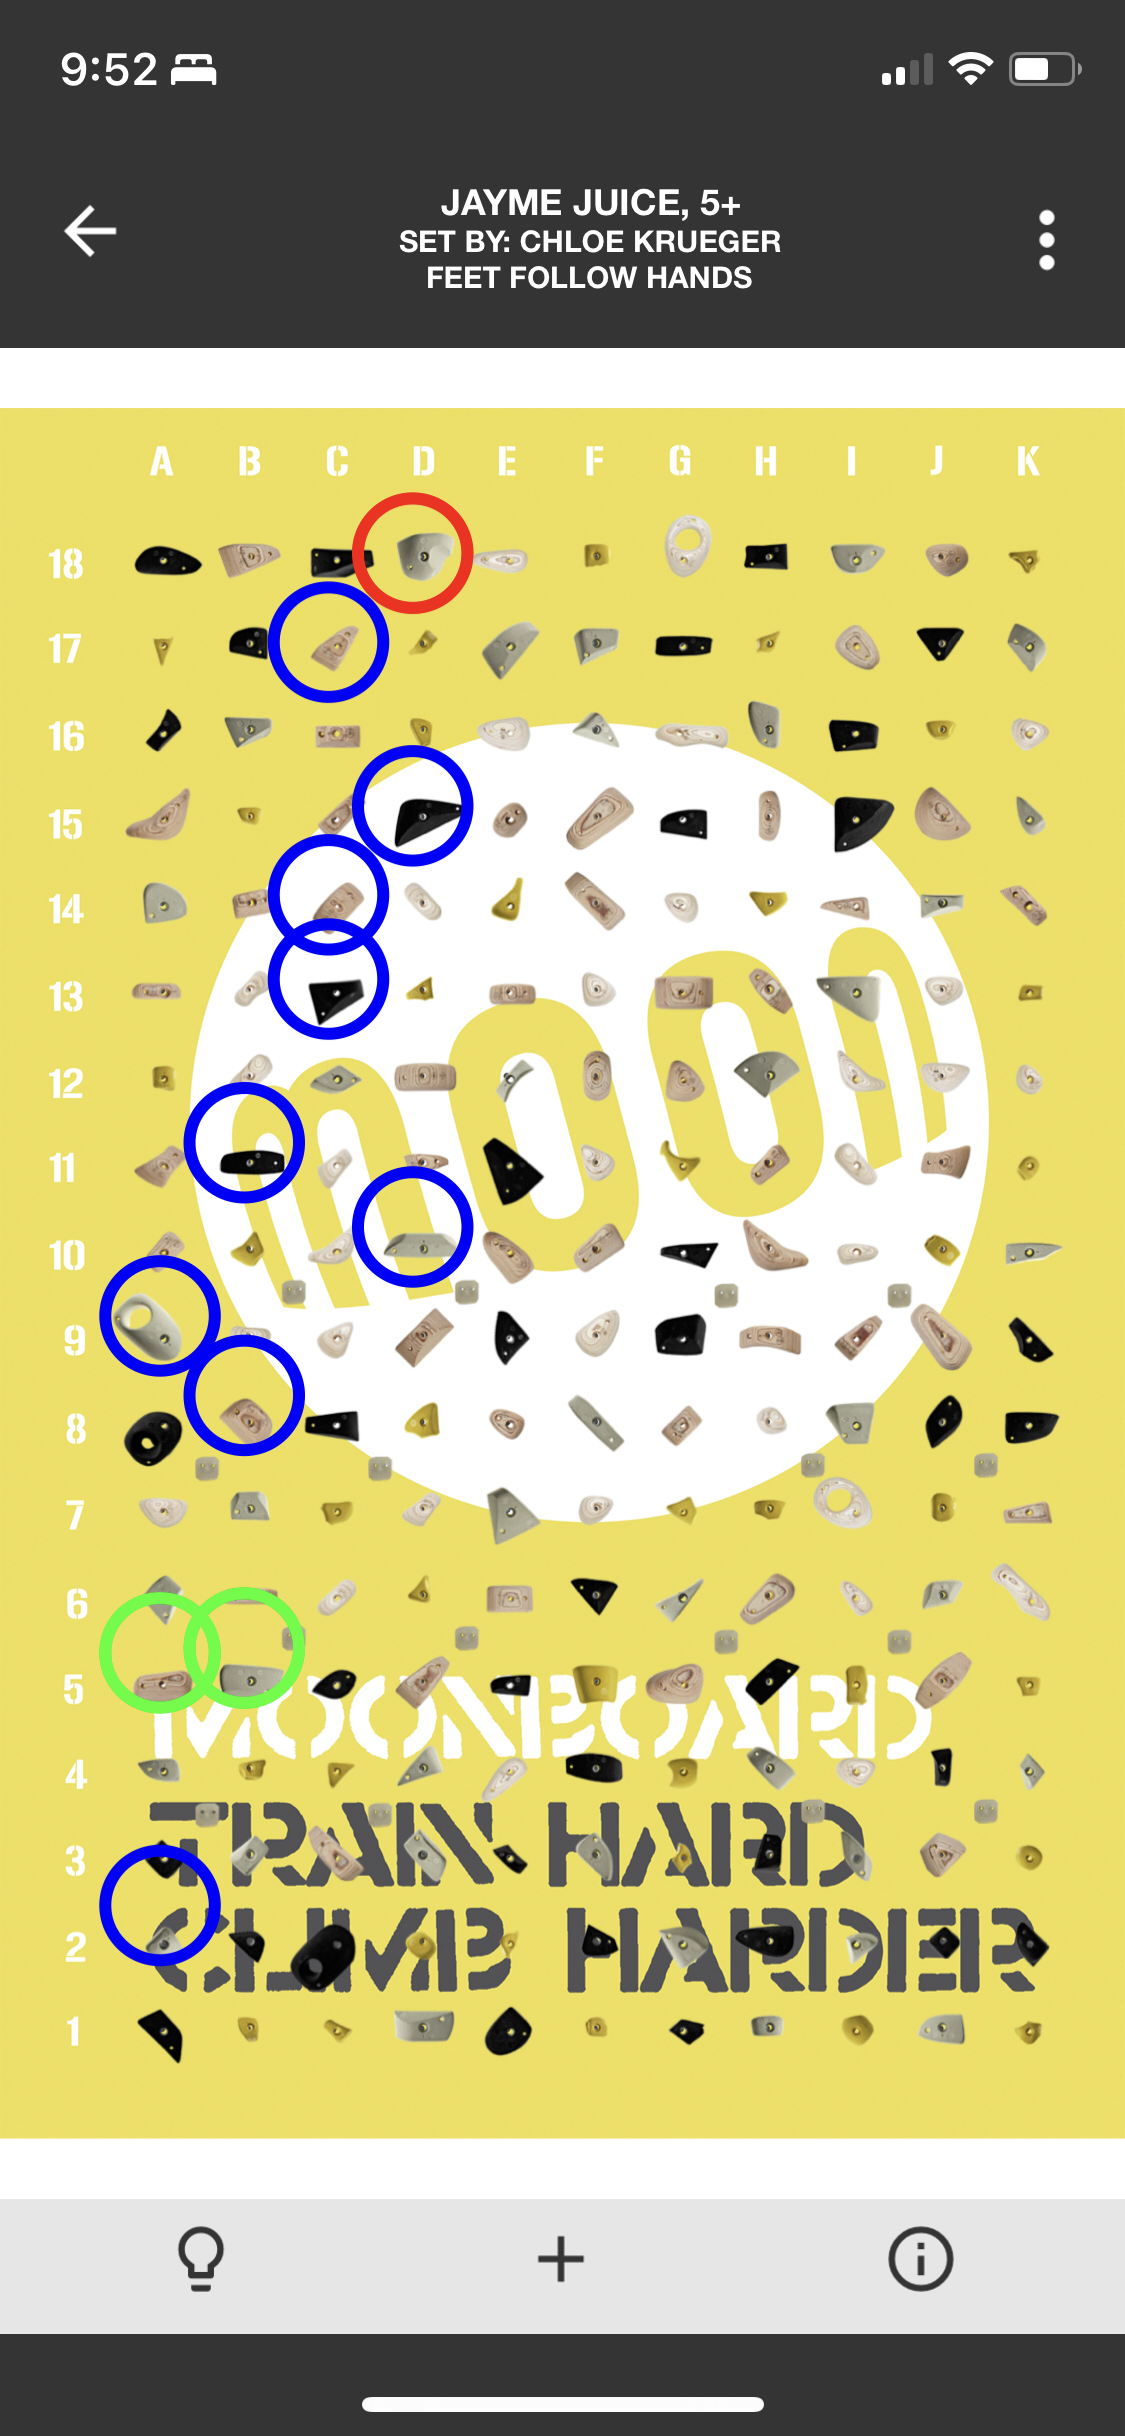 9:52
JAYME JUICE, 5+
SET BY: CHLOE KRUEGER
FEET FOLLOW HANDS
A B C D E F G H I J K
18
17
16
15
14
13
12
11
10
9
8
7
6
5
4
3
2
1
moon
MOONBOARD
TRAIN HARD
CLIMB HARDER